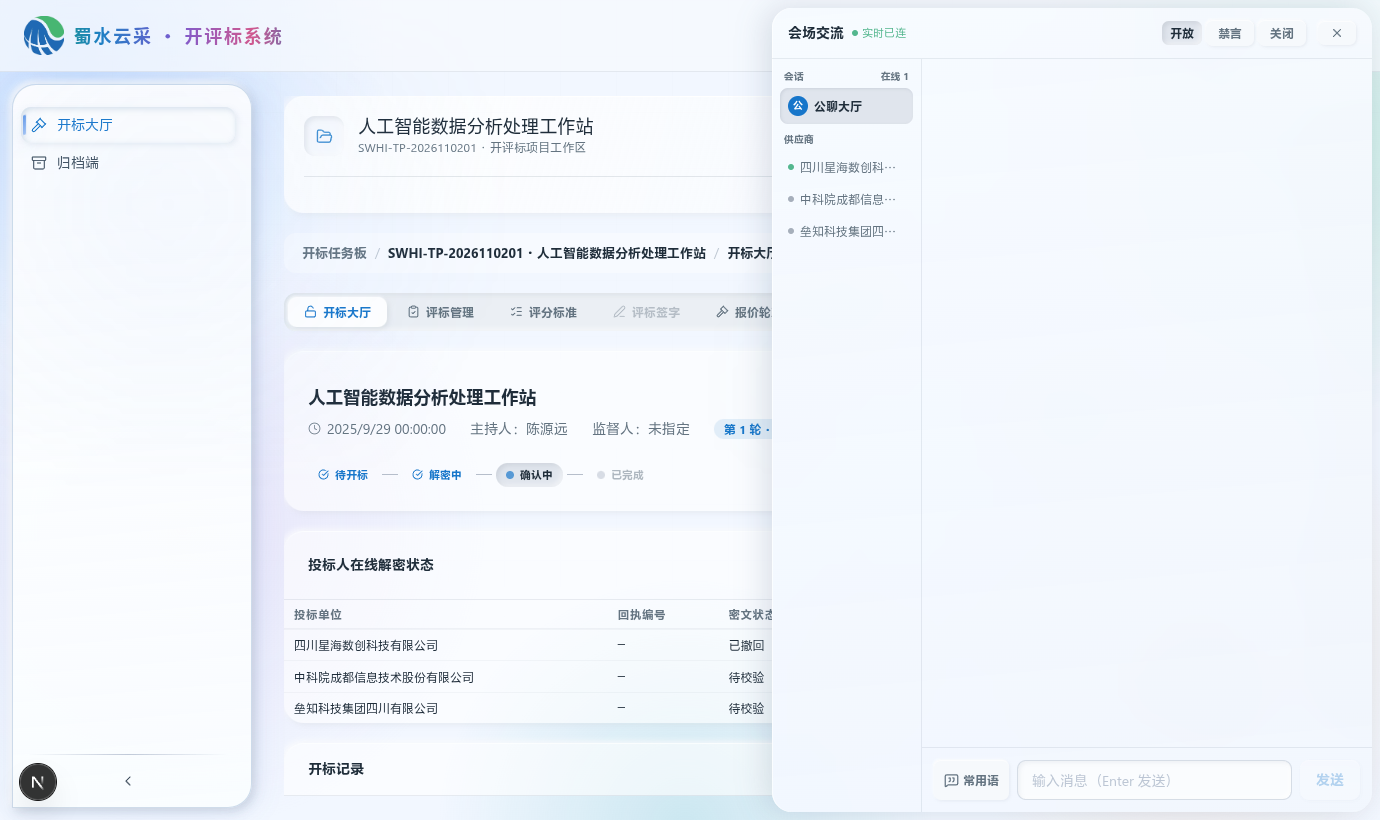 蜀水云采 · 开评标系统
开标大厅
归档端
人工智能数据分析处理工作站
SWHI-TP-2026110201 · 开评标项目工作区
开标任务板 / SWHI-TP-2026110201 · 人工智能数据分析处理工作站 / 开标大厅
开标大厅 评标管理 评分标准 评标签字 报价轮
人工智能数据分析处理工作站
2025/9/29 00:00:00 主持人：陈源远 监督人：未指定 第 1 轮 ·
待开标 解密中 确认中 已完成
投标人在线解密状态
投标单位 回执编号 密文状态
四川星海数创科技有限公司 — 已撤回
中科院成都信息技术股份有限公司 — 待校验
垒知科技集团四川有限公司 — 待校验
开标记录
N
会场交流 实时已连 开放 禁言 关闭
会话 在线 1
公 公聊大厅
供应商
四川星海数创科…
中科院成都信息…
垒知科技集团四…
常用语 输入消息（Enter 发送） 发送